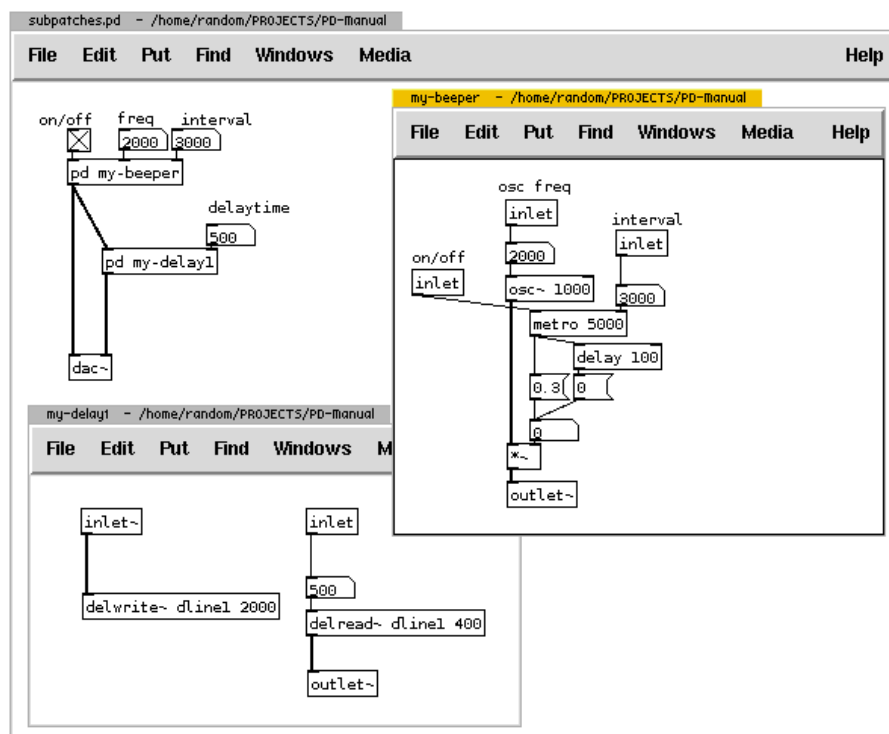 subpatches.pd - /home/random/PROJECTS/PD-Manual
File Edit Put Find Windows Media Help
on/off freq interval
2000 3000
pd my-beeper
delaytime
500
pd my-delay1
dac~
my-beeper - /home/random/PROJECTS/PD-Manual
File Edit Put Find Windows Media Help
osc freq
inlet
interval
inlet
on/off
inlet
2000
osc~ 1000
3000
metro 5000
delay 100
0.3 0
0
*~
outlet~
my-delay1 - /home/random/PROJECTS/PD-Manual
File Edit Put Find Windows M
inlet~ inlet
500
delwrite~ dline1 2000
delread~ dline1 400
outlet~